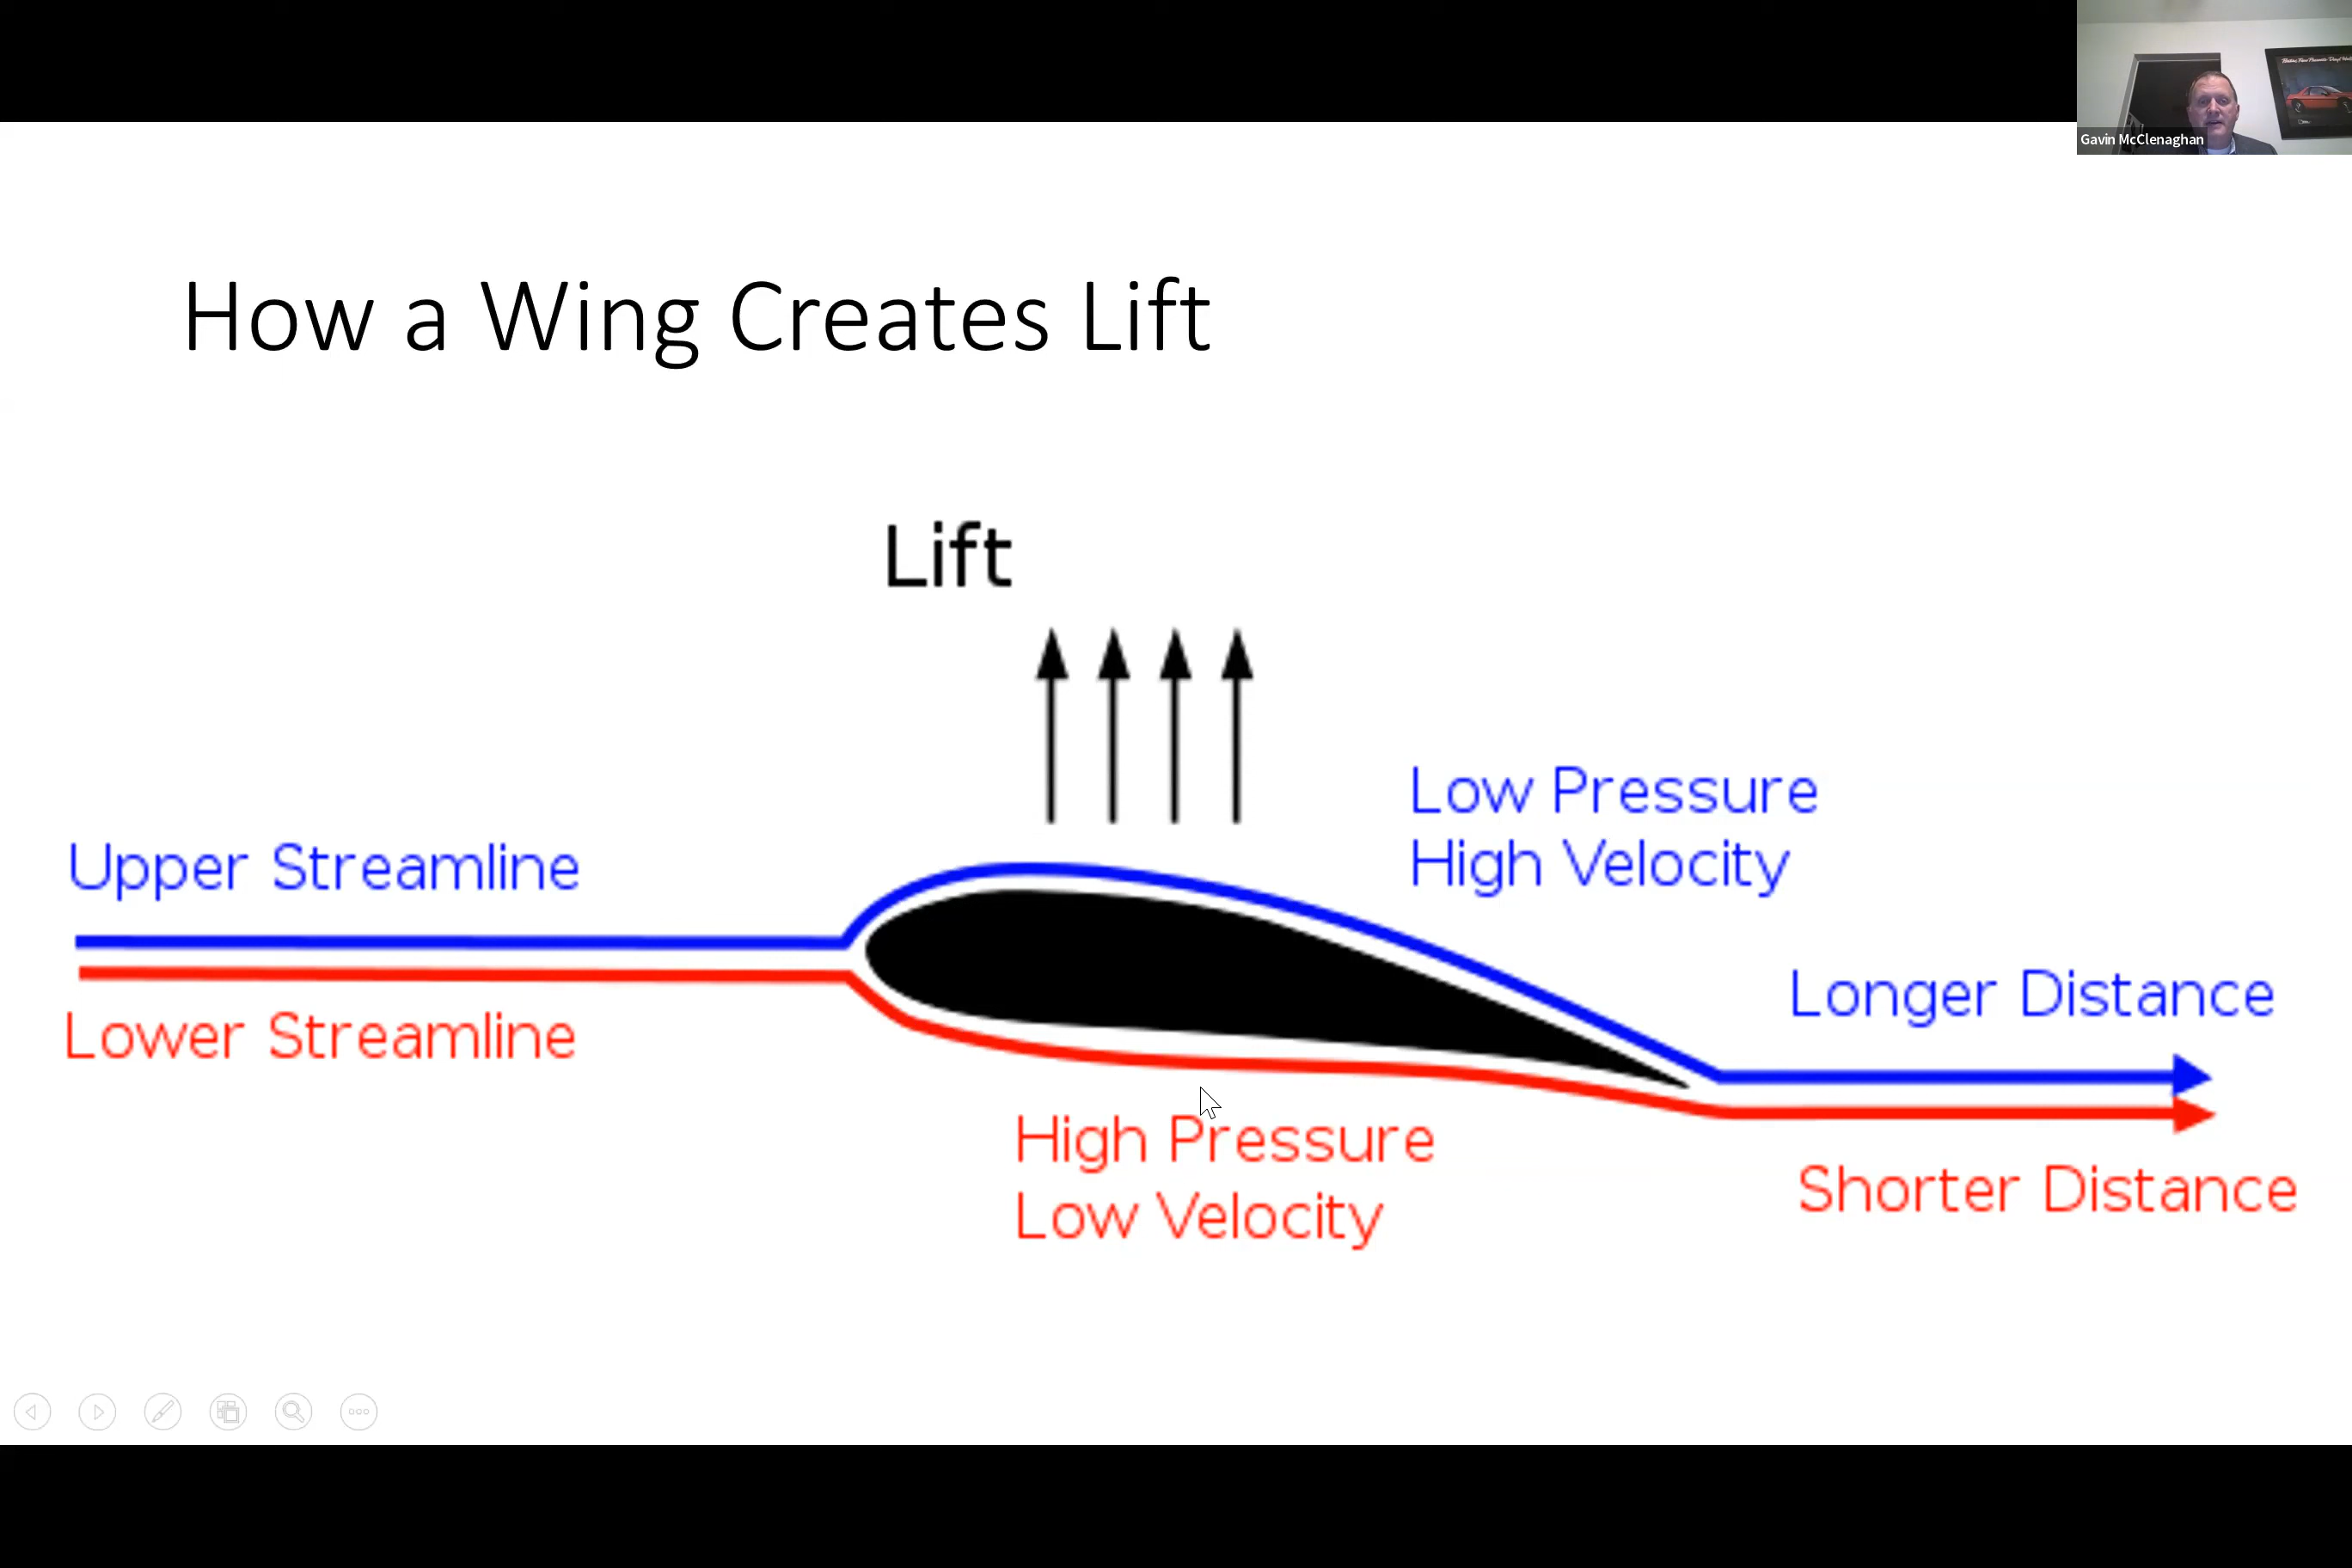 Gavin McClenaghan
How a Wing Creates Lift
Lift
Low Pressure
High Velocity
Upper Streamline
Lower Streamline
Longer Distance
High Pressure
Low Velocity
Shorter Distance